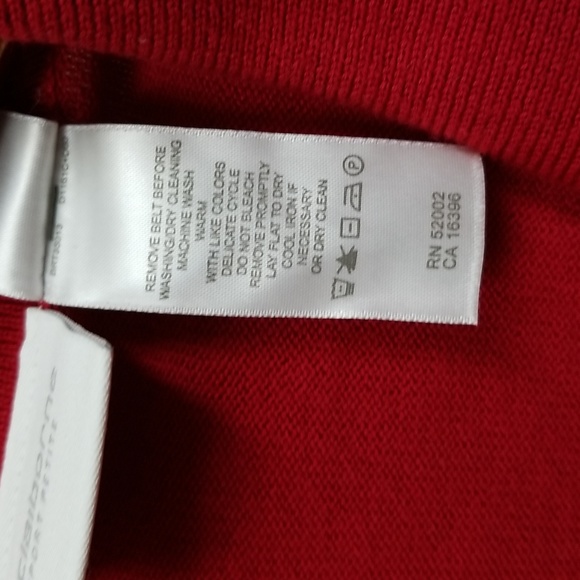 REMOVE BELT BEFORE
WASHING/DRY CLEANING
MACHINE WASH
WARM
WITH LIKE COLORS
DELICATE CYCLE
DO NOT BLEACH
REMOVE PROMPTLY
LAY FLAT TO DRY
COOL IRON IF
NECESSARY
OR DRY CLEAN
P
RN 52002
CA 16396
claiborne